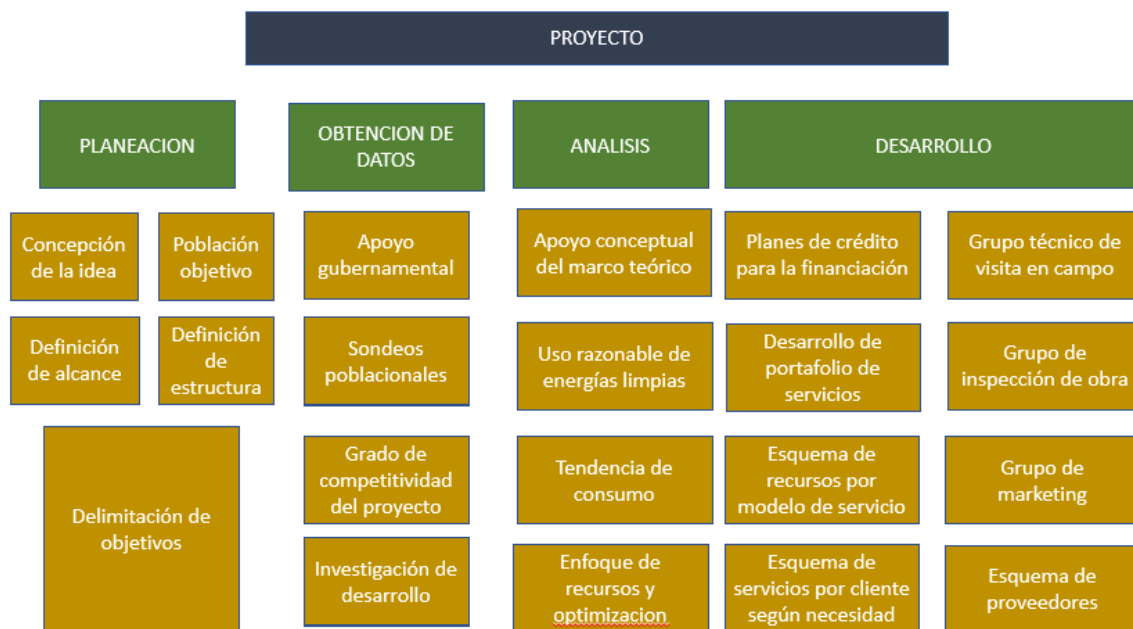 PROYECTO
PLANEACION
OBTENCION DE
DATOS
ANALISIS
DESARROLLO
Concepción
de la idea
Población
objetivo
Apoyo
gubernamental
Apoyo conceptual
del marco teórico
Planes de crédito
para la financiación
Grupo técnico de
visita en campo
Definición
de alcance
Definición
de
estructura
Sondeos
poblacionales
Uso razonable de
energías limpias
Desarrollo de
portafolio de
servicios
Grupo de
inspección de obra
Delimitación de
objetivos
Grado de
competitividad
del proyecto
Tendencia de
consumo
Esquema de
recursos por
modelo de servicio
Grupo de
marketing
Investigación de
desarrollo
Enfoque de
recursos y
optimizacion
Esquema de
servicios por cliente
según necesidad
Esquema de
proveedores